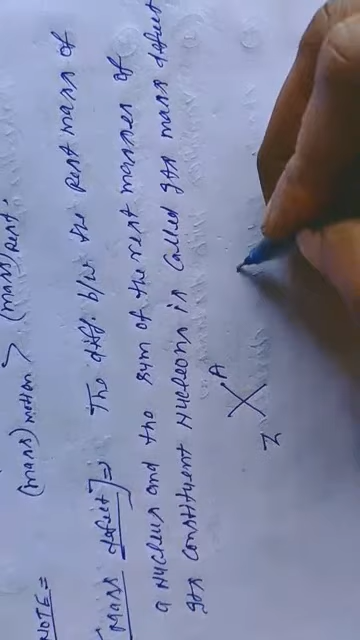 NOTE =
(mass) motion > (mass) rest.
[Mass defect] => The diff. b/w the rest mass of
a nucleus and the sum of the rest masses of
its constituent nucleons is called its mass defect
Z X A